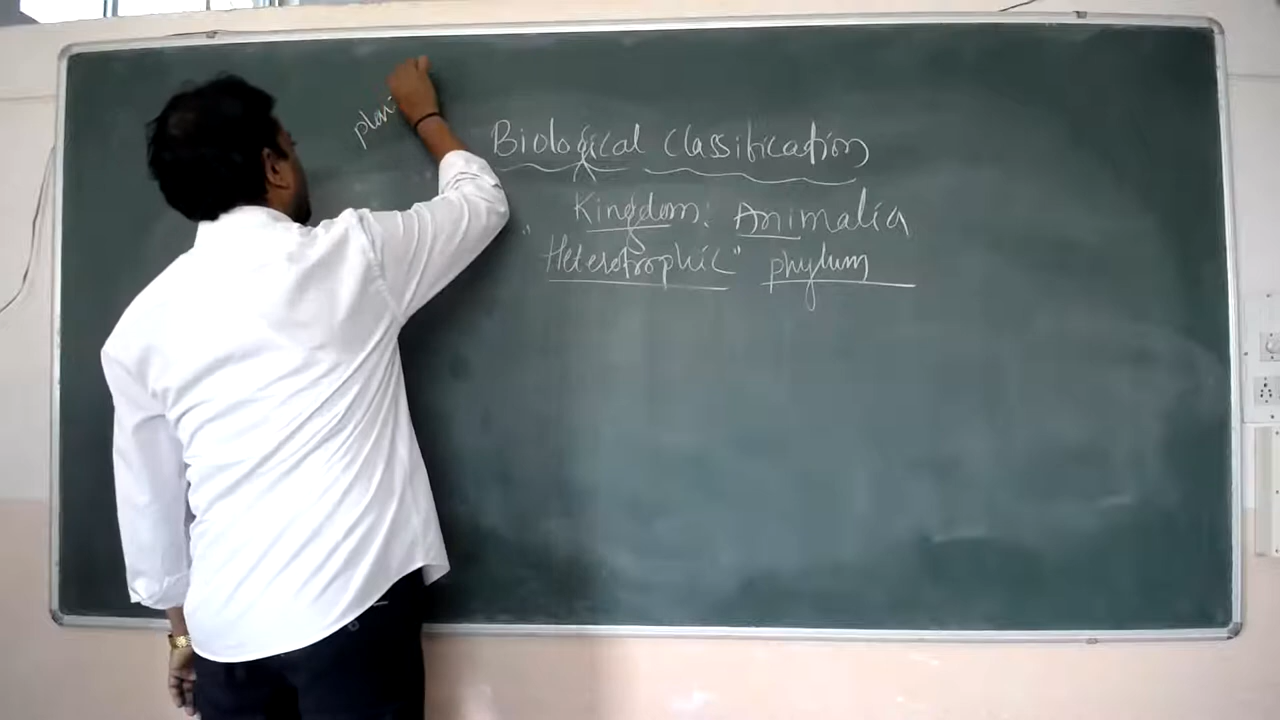 plan
Biological classification
Kingdom: Animalia
"Heterotrophic" phylum